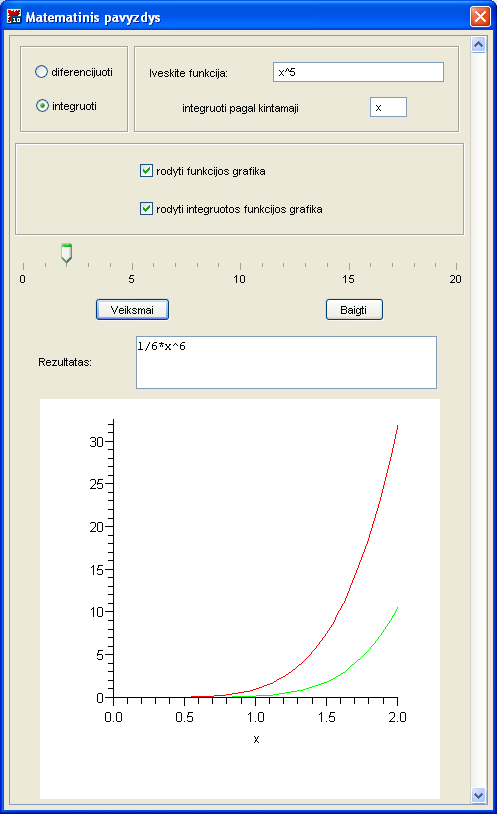 Matematinis pavyzdys
diferencijuoti
integruoti
Iveskite funkcija: x^5
integruoti pagal kintamaji x
rodyti funkcijos grafika
rodyti integruotos funkcijos grafika
0 5 10 15 20
Veiksmai Baigti
Rezultatas: 1/6*x^6
30
25
20
15
10
5
0
0.0 0.5 1.0 1.5 2.0
x